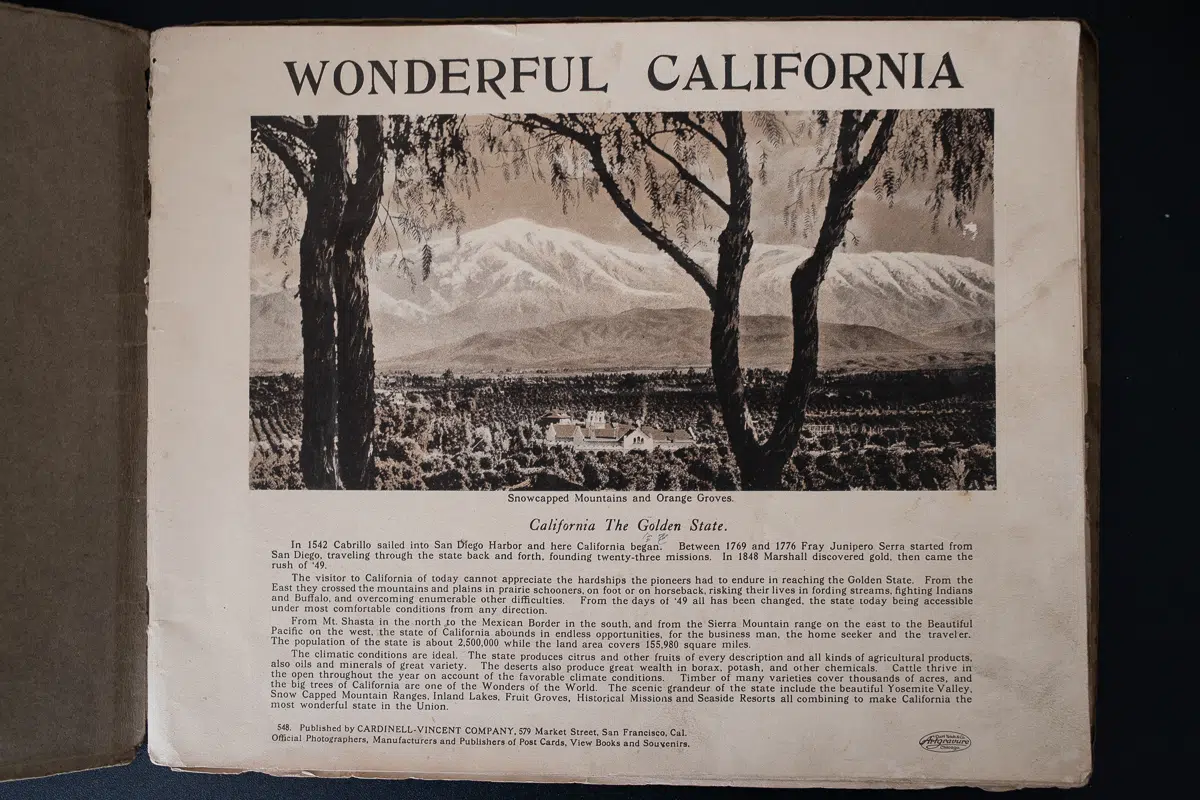 WONDERFUL CALIFORNIA
Snowcapped Mountains and Orange Groves.
California The Golden State.
In 1542 Cabrillo sailed into San Diego Harbor and here California began. Between 1769 and 1776 Fray Junipero Serra started from
San Diego, traveling through the state back and forth, founding twenty-three missions. In 1848 Marshall discovered gold, then came the
rush of '49.
The visitor to California of today cannot appreciate the hardships the pioneers had to endure in reaching the Golden State. From the
East they crossed the mountains and plains in prairie schooners, on foot or on horseback, risking their lives in fording streams, fighting Indians
and Buffalo, and overcoming enumerable other difficulties. From the days of '49 all has been changed, the state today being accessible
under most comfortable conditions from any direction.
From Mt. Shasta in the north to the Mexican Border in the south, and from the Sierra Mountain range on the east to the Beautiful
Pacific on the west, the state of California abounds in endless opportunities, for the business man, the home seeker and the traveler.
The population of the state is about 2,500,000 while the land area covers 155,980 square miles.
The climatic conditions are ideal. The state produces citrus and other fruits of every description and all kinds of agricultural products,
also oils and minerals of great variety. The deserts also produce great wealth in borax, potash, and other chemicals. Cattle thrive in
the open throughout the year on account of the favorable climate conditions. Timber of many varieties cover thousands of acres, and
the big trees of California are one of the Wonders of the World. The scenic grandeur of the state include the beautiful Yosemite Valley,
Snow Capped Mountain Ranges, Inland Lakes, Fruit Groves, Historical Missions and Seaside Resorts all combining to make California the
most wonderful state in the Union.
548. Published by CARDINELL-VINCENT COMPANY, 579 Market Street, San Francisco, Cal.
Official Photographers, Manufacturers and Publishers of Post Cards, View Books and Souvenirs.
Artgravure